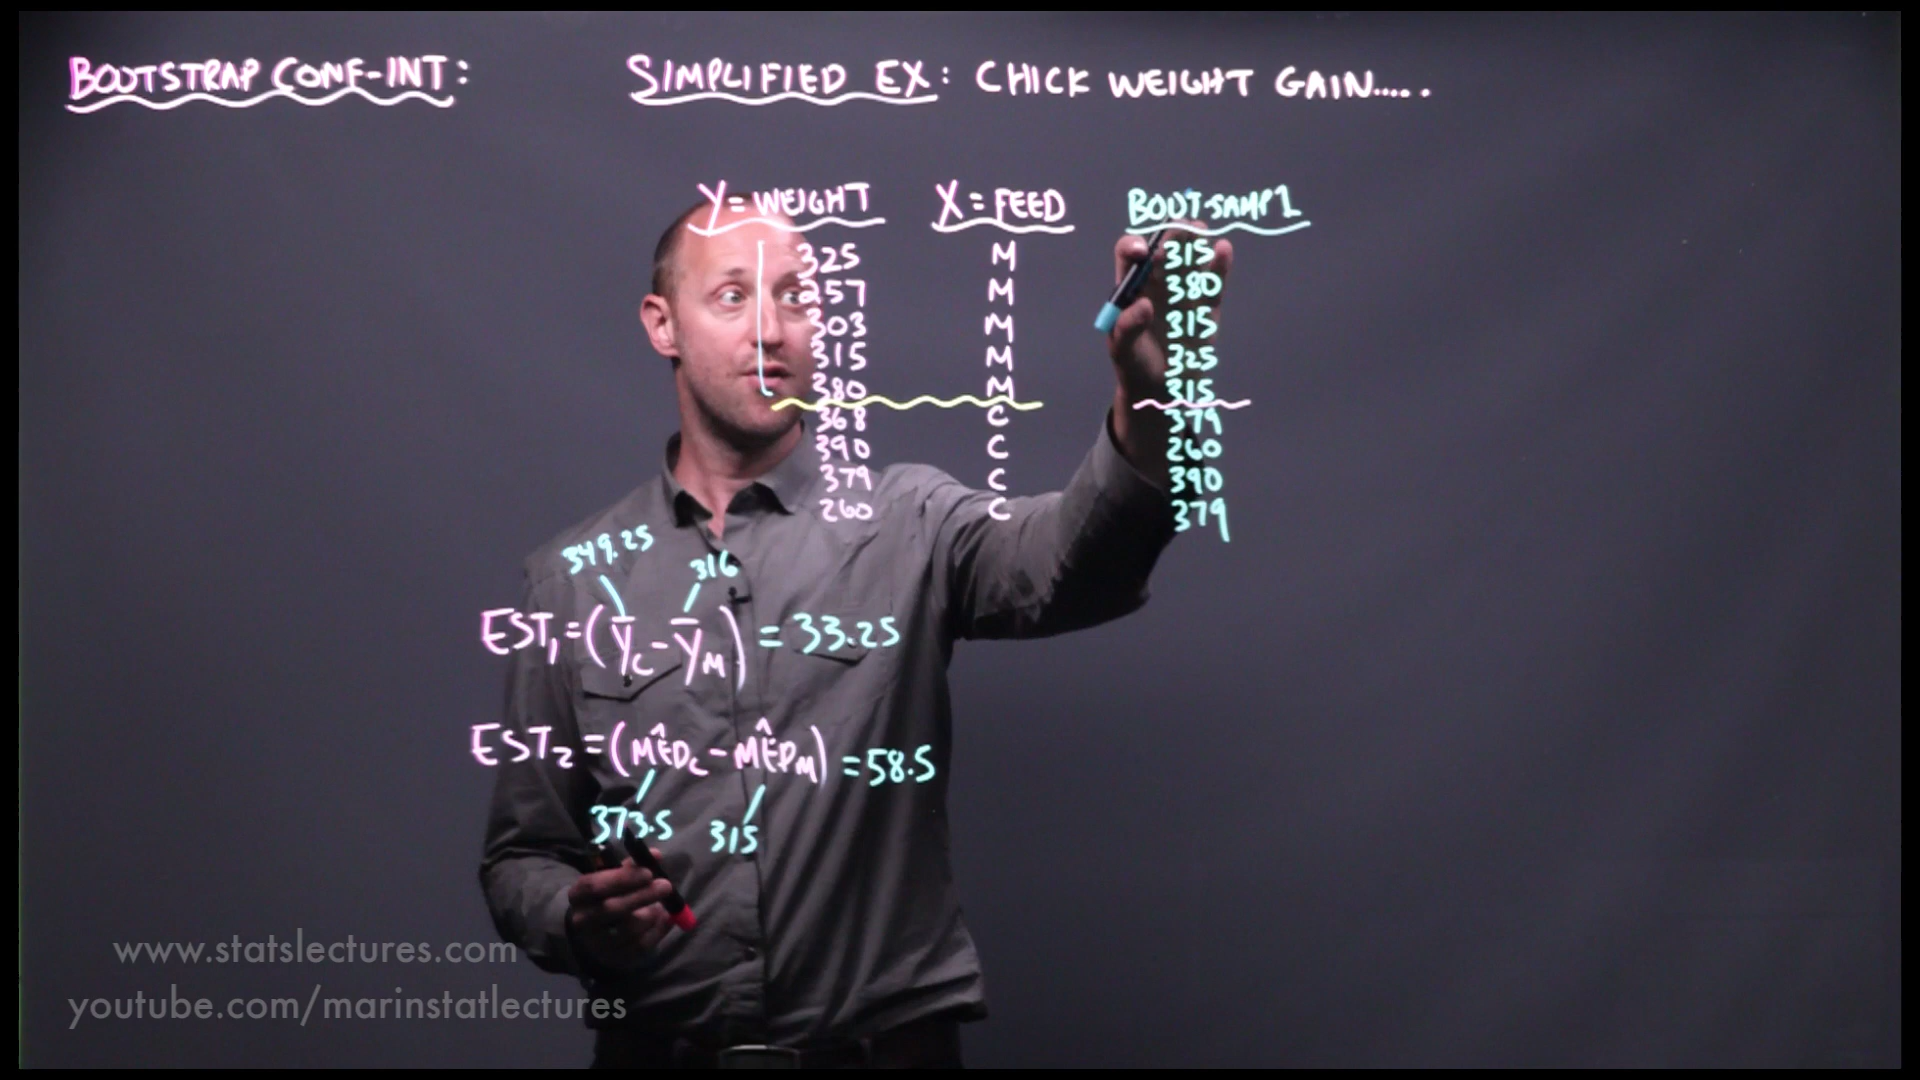 BOOTSTRAP CONF-INT: SIMPLIFIED EX: CHICK WEIGHT GAIN.....
Y = WEIGHT X = FEED BOOTSAMP1
325 M 315
257 M 380
303 M 315
315 M 325
380 M 315
368 C 379
390 C 260
379 C 390
260 C 379
349.25 316
EST₁ = (Ȳc - ȲM) = 33.25
EST₂ = (MÊDc - MÊDM) = 58.5
373.5 315
www.statslectures.com
youtube.com/marinstatlectures